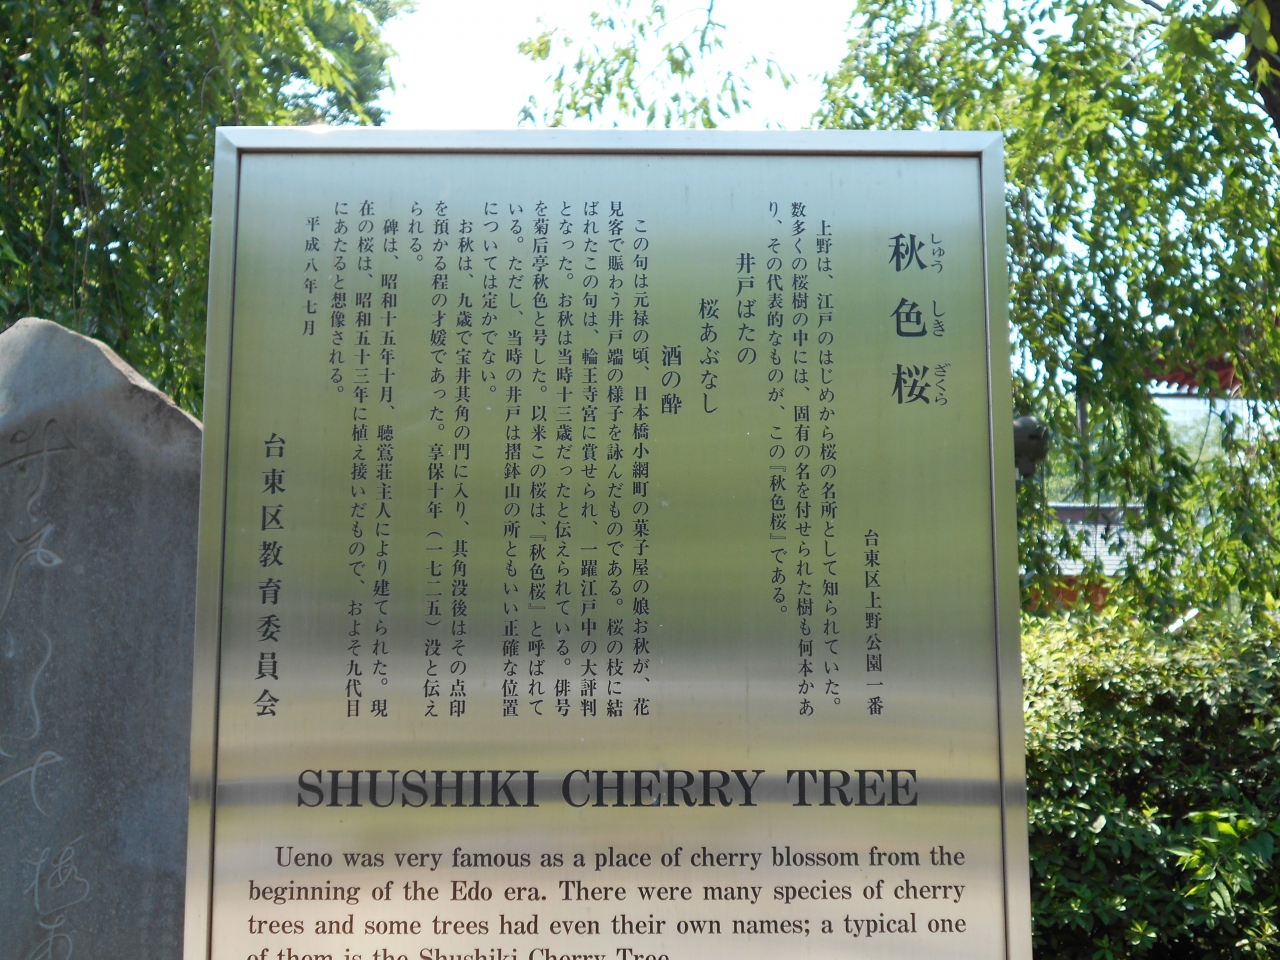 秋色桜
しゅう しき ざくら
台東区上野公園一番
上野は、江戸のはじめから桜の名所として知られていた。
数多くの桜樹の中には、固有の名を付せられた樹も何本かあ
り、その代表的なものが、この『秋色桜』である。
井戸ばたの
桜あぶなし
酒の酔
この句は元禄の頃、日本橋小網町の菓子屋の娘お秋が、花
見客で賑わう井戸端の様子を詠んだものである。桜の枝に結
ばれたこの句は、輪王寺宮に賞せられ、一躍江戸中の大評判
となった。お秋は当時十三歳だったと伝えられている。俳号
を菊后亭秋色と号した。以来この桜は、『秋色桜』と呼ばれて
いる。ただし、当時の井戸は摺鉢山の所ともいい正確な位置
については定かでない。
お秋は、九歳で宝井其角の門に入り、其角没後はその点印
を預かる程の才媛であった。享保十年（一七二五）没と伝え
られる。
碑は、昭和十五年十月、聴鴬荘主人により建てられた。現
在の桜は、昭和五十三年に植え接いだもので、およそ九代目
にあたると想像される。
平成八年七月
台東区教育委員会
SHUSHIKI CHERRY TREE
Ueno was very famous as a place of cherry blossom from the
beginning of the Edo era. There were many species of cherry
trees and some trees had even their own names; a typical one
of them is the Shushiki Cherry Tree.